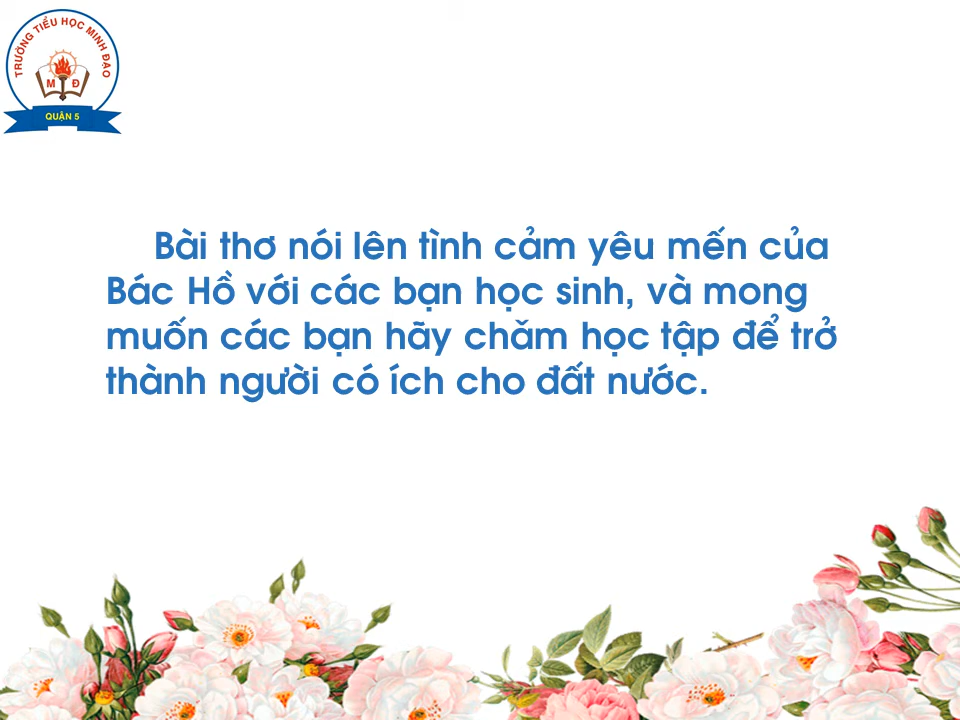 TRƯỜNG TIỂU HỌC MINH ĐẠO
M Đ
QUẬN 5
Bài thơ nói lên tình cảm yêu mến của
Bác Hồ với các bạn học sinh, và mong
muốn các bạn hãy chăm học tập để trở
thành người có ích cho đất nước.